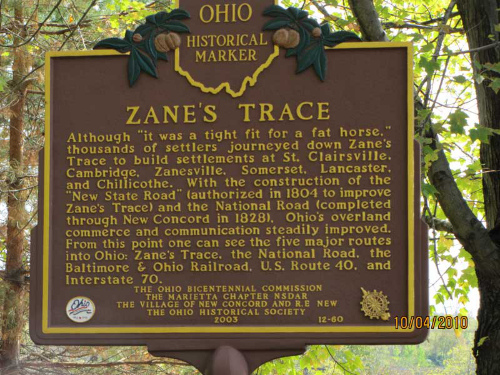 OHIO
HISTORICAL
MARKER
ZANE'S TRACE
Although "it was a tight fit for a fat horse,"
thousands of settlers journeyed down Zane's
Trace to build settlements at St. Clairsville,
Cambridge, Zanesville, Somerset, Lancaster,
and Chillicothe. With the construction of the
"New State Road" (authorized in 1804 to improve
Zane's Trace) and the National Road (completed
through New Concord in 1828), Ohio's overland
commerce and communication steadily improved.
From this point one can see the five major routes
into Ohio: Zane's Trace, the National Road, the
Baltimore & Ohio Railroad, U.S. Route 40, and
Interstate 70.
THE OHIO BICENTENNIAL COMMISSION
THE MARIETTA CHAPTER NSDAR
THE VILLAGE OF NEW CONCORD AND R.E NEW
THE OHIO HISTORICAL SOCIETY
2003 12-60
Ohio
10/04/2010